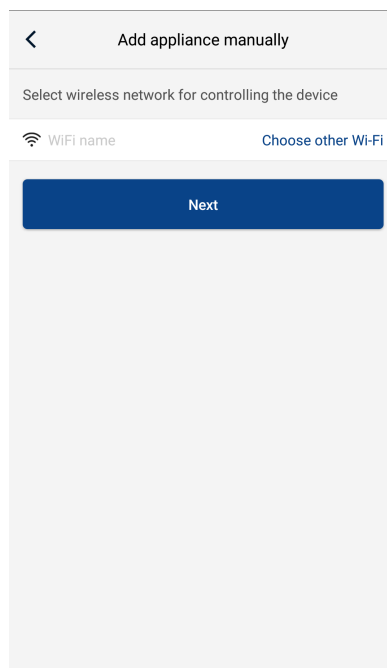 Add appliance manually
Select wireless network for controlling the device
WiFi name Choose other Wi-Fi
Next